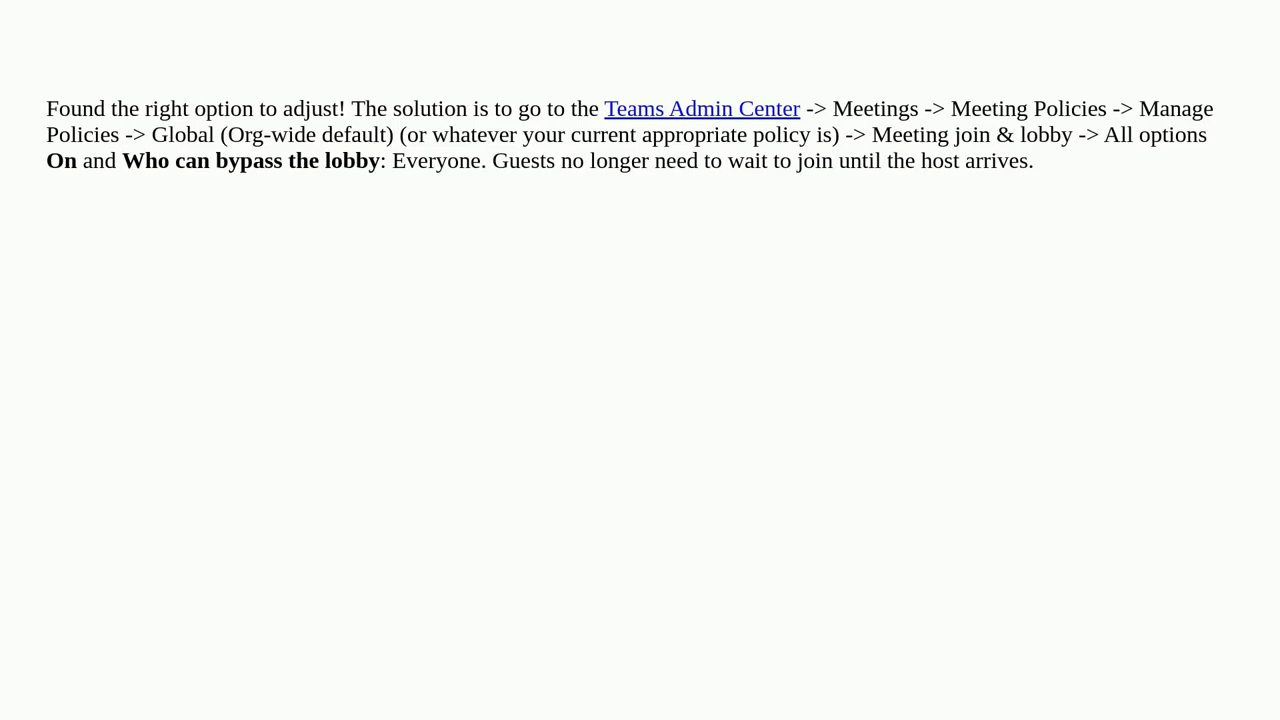 Found the right option to adjust! The solution is to go to the Teams Admin Center -> Meetings -> Meeting Policies -> Manage
Policies -> Global (Org-wide default) (or whatever your current appropriate policy is) -> Meeting join & lobby -> All options
On and Who can bypass the lobby: Everyone. Guests no longer need to wait to join until the host arrives.